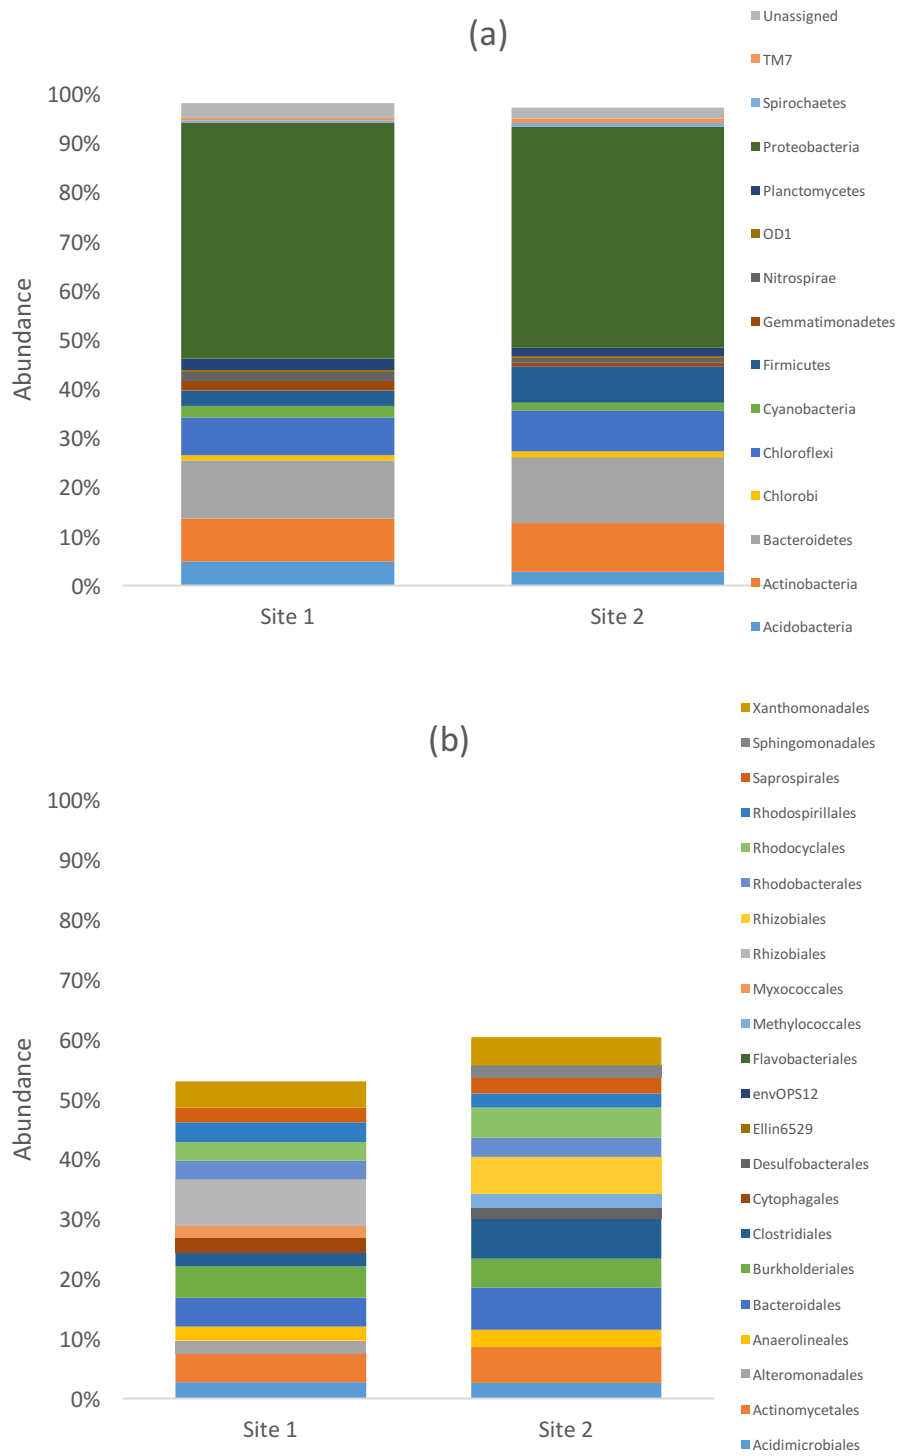 (a)
Abundance
100%
90%
80%
70%
60%
50%
40%
30%
20%
10%
0%
Site 1
Site 2
Unassigned
TM7
Spirochaetes
Proteobacteria
Planctomycetes
OD1
Nitrospirae
Gemmatimonadetes
Firmicutes
Cyanobacteria
Chloroflexi
Chlorobi
Bacteroidetes
Actinobacteria
Acidobacteria
(b)
Abundance
100%
90%
80%
70%
60%
50%
40%
30%
20%
10%
0%
Site 1
Site 2
Xanthomonadales
Sphingomonadales
Saprospirales
Rhodospirillales
Rhodocyclales
Rhodobacterales
Rhizobiales
Rhizobiales
Myxococcales
Methylococcales
Flavobacteriales
envOPS12
Ellin6529
Desulfobacterales
Cytophagales
Clostridiales
Burkholderiales
Bacteroidales
Anaerolineales
Alteromonadales
Actinomycetales
Acidimicrobiales